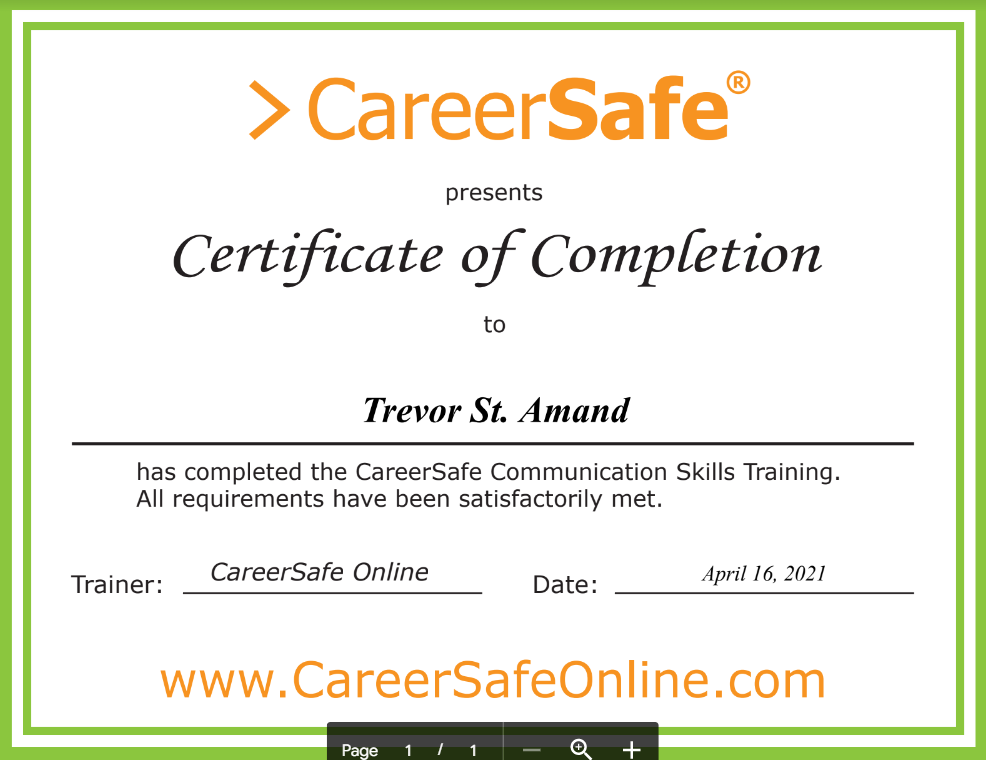 > CareerSafe®
presents
Certificate of Completion
to
Trevor St. Amand
has completed the CareerSafe Communication Skills Training.
All requirements have been satisfactorily met.
Trainer: CareerSafe Online Date: April 16, 2021
www.CareerSafeOnline.com
Page 1 / 1